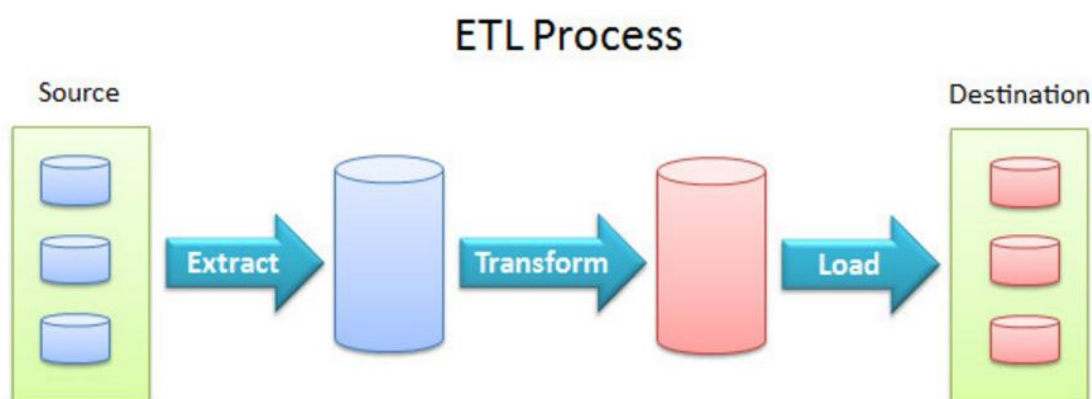 ETL Process
Source
Destination
Extract
Transform
Load